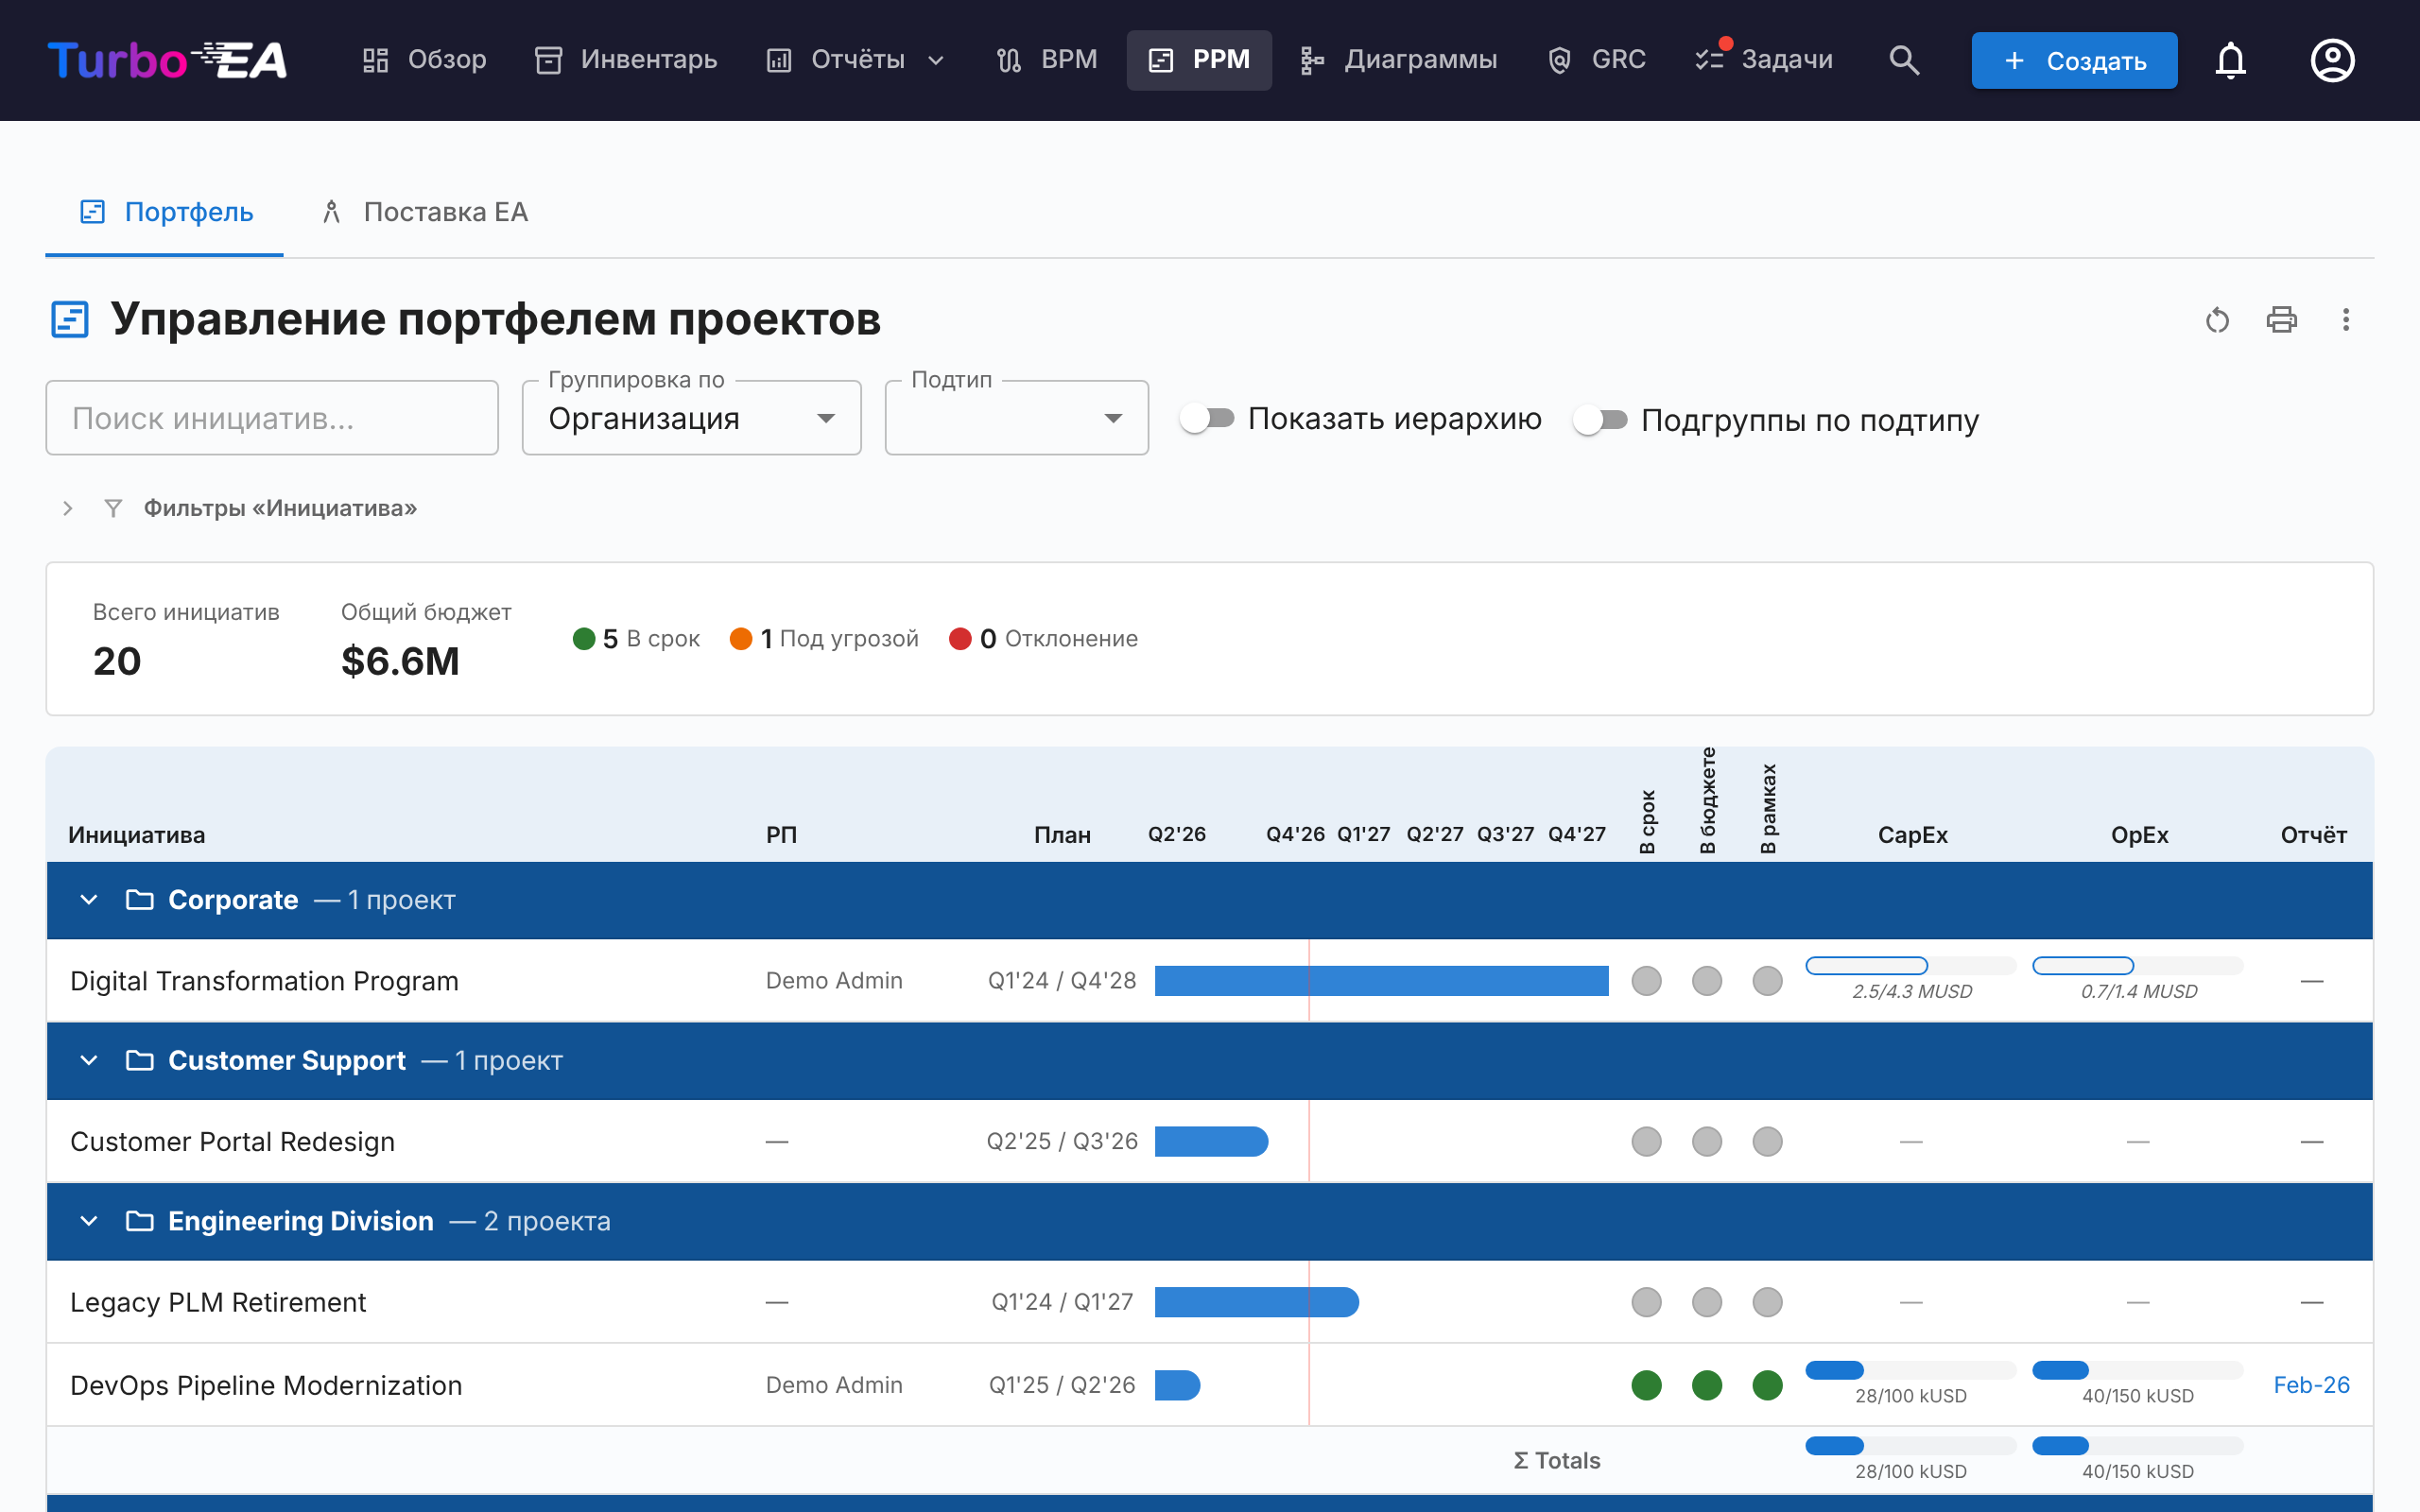 Turbo EA Обзор Инвентарь Отчёты BPM PPM Диаграммы GRC Задачи + Создать
Портфель Поставка EA
Управление портфелем проектов
Поиск инициатив... Группировка по Организация Подтип Показать иерархию Подгруппы по подтипу
Фильтры «Инициатива»
Всего инициатив Общий бюджет
20 $6.6M 5 В срок 1 Под угрозой 0 Отклонение
Инициатива РП План Q2'26 Q4'26 Q1'27 Q2'27 Q3'27 Q4'27 В срок В бюджете В рамках CapEx OpEx Отчёт
Corporate — 1 проект
Digital Transformation Program Demo Admin Q1'24 / Q4'28 2.5/4.3 MUSD 0.7/1.4 MUSD —
Customer Support — 1 проект
Customer Portal Redesign — Q2'25 / Q3'26 — — —
Engineering Division — 2 проекта
Legacy PLM Retirement — Q1'24 / Q1'27 — — —
DevOps Pipeline Modernization Demo Admin Q1'25 / Q2'26 28/100 kUSD 40/150 kUSD Feb-26
Σ Totals 28/100 kUSD 40/150 kUSD